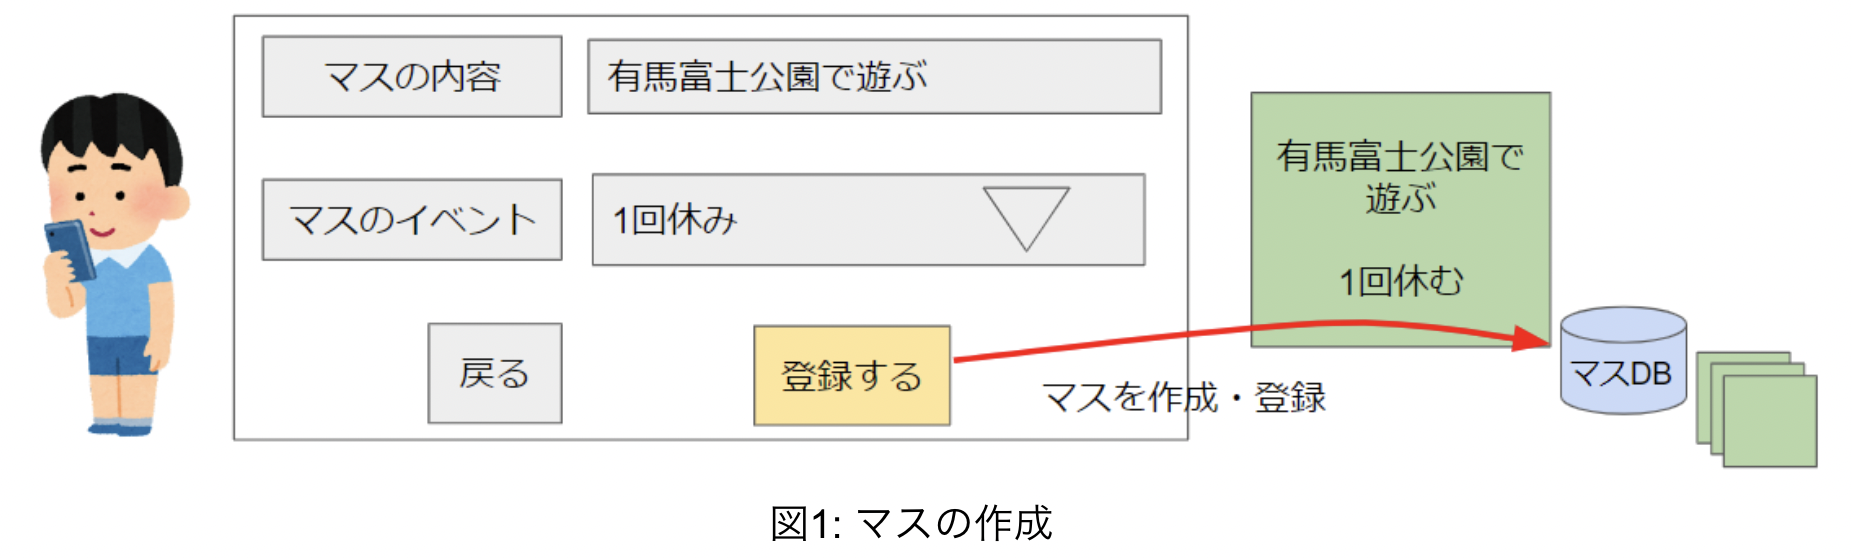 マスの内容
有馬富士公園で遊ぶ
マスのイベント
1回休み
戻る
登録する
マスを作成・登録
有馬富士公園で
遊ぶ
1回休む
マスDB
図1: マスの作成